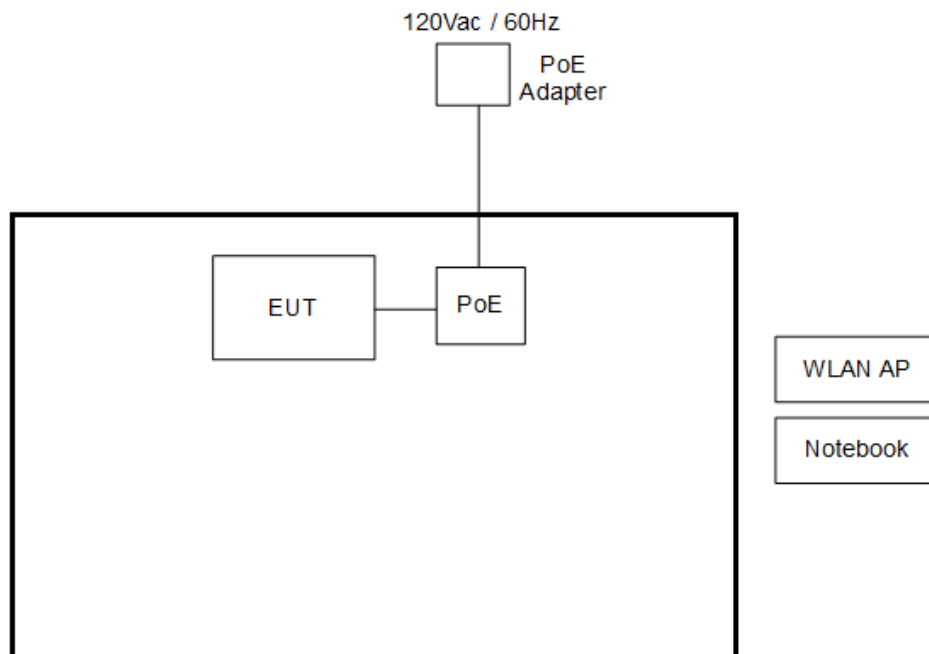 120Vac / 60Hz
PoE
Adapter
EUT
PoE
WLAN AP
Notebook